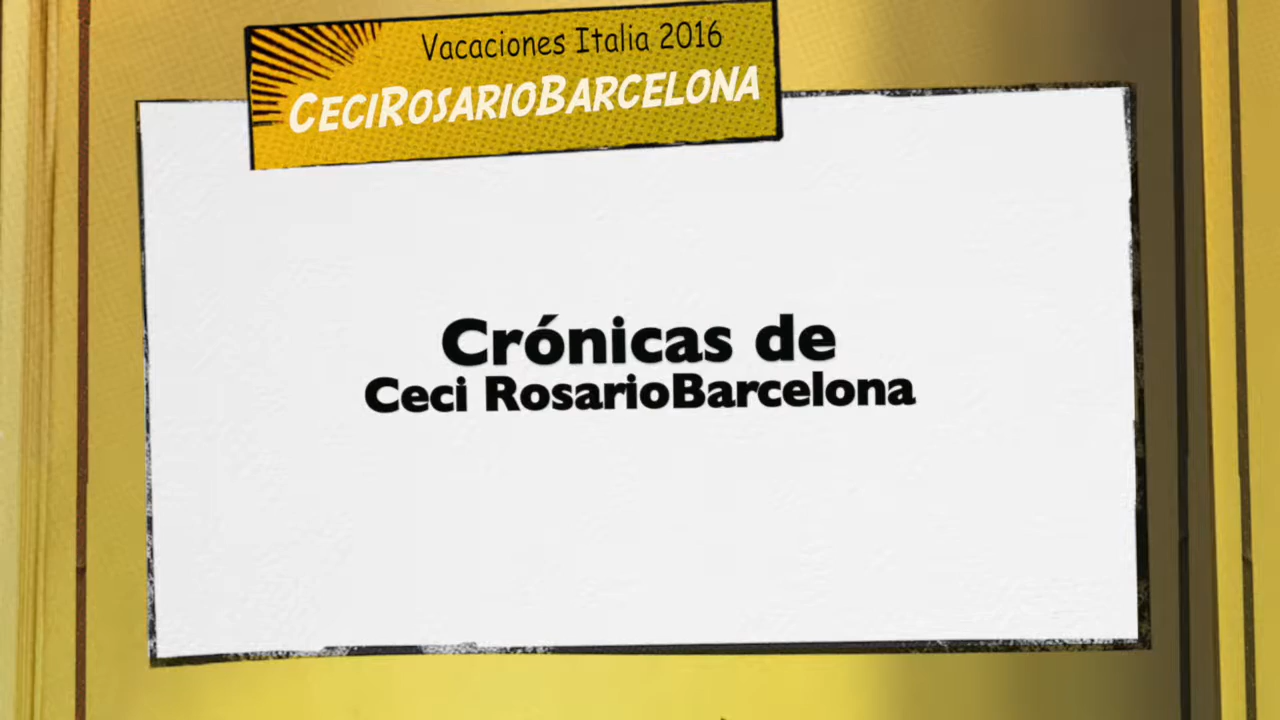 Vacaciones Italia 2016
CECIROSARIOBARCELONA
Crónicas de
Ceci RosarioBarcelona